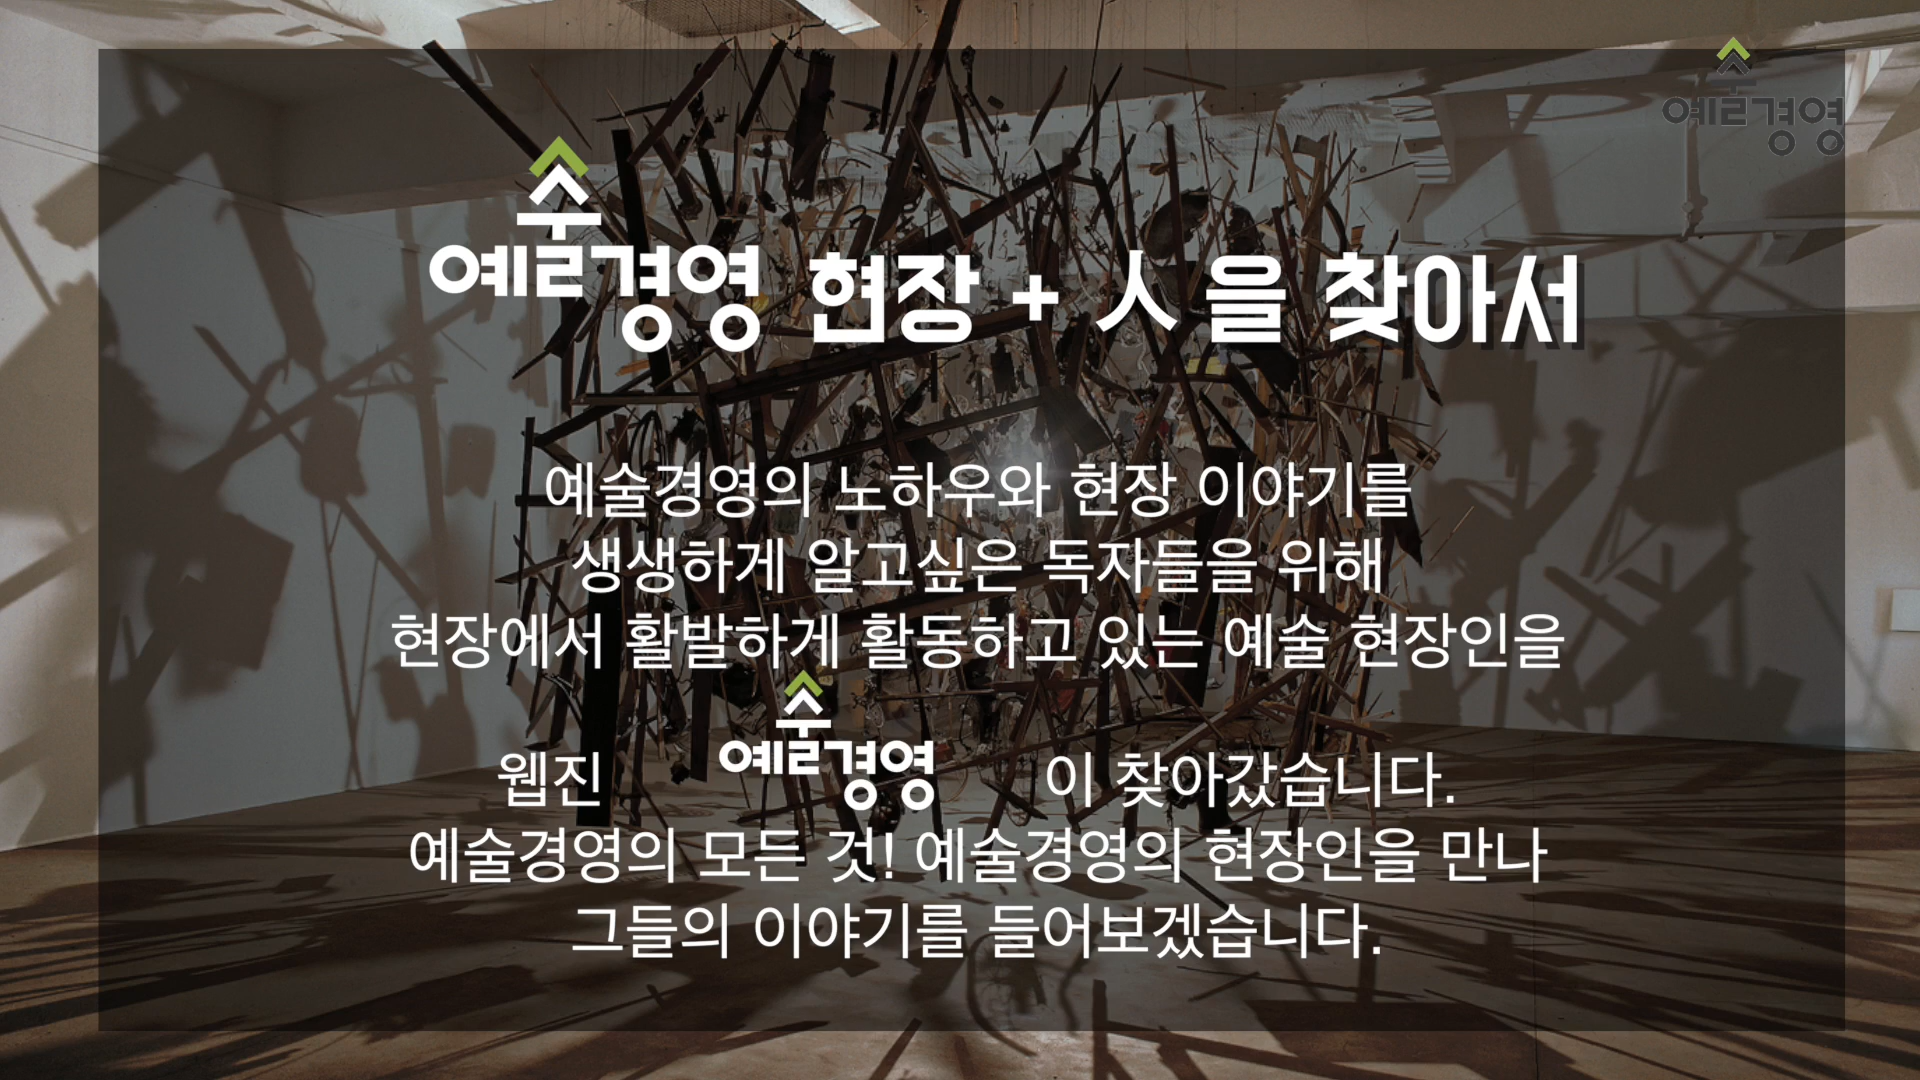 예술경영
예술경영 현장 + 人 을 찾아서
예술경영의 노하우와 현장 이야기를
생생하게 알고싶은 독자들을 위해
현장에서 활발하게 활동하고 있는 예술 현장인을
웹진 예술경영 이 찾아갔습니다.
예술경영의 모든 것! 예술경영의 현장인을 만나
그들의 이야기를 들어보겠습니다.